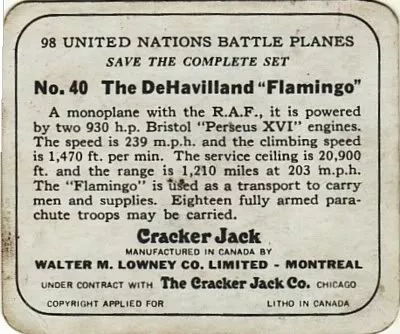 98 UNITED NATIONS BATTLE PLANES
SAVE THE COMPLETE SET
No. 40 The DeHavilland "Flamingo"
A monoplane with the R.A.F., it is powered
by two 930 h.p. Bristol "Perseus XVI" engines.
The speed is 239 m.p.h. and the climbing speed
is 1,470 ft. per min. The service ceiling is 20,900
ft. and the range is 1,210 miles at 203 m.p.h.
The "Flamingo" is used as a transport to carry
men and supplies. Eighteen fully armed para-
chute troops may be carried.
Cracker Jack
MANUFACTURED IN CANADA BY
WALTER M. LOWNEY CO. LIMITED - MONTREAL
UNDER CONTRACT WITH The Cracker Jack Co. CHICAGO
COPYRIGHT APPLIED FOR LITHO IN CANADA